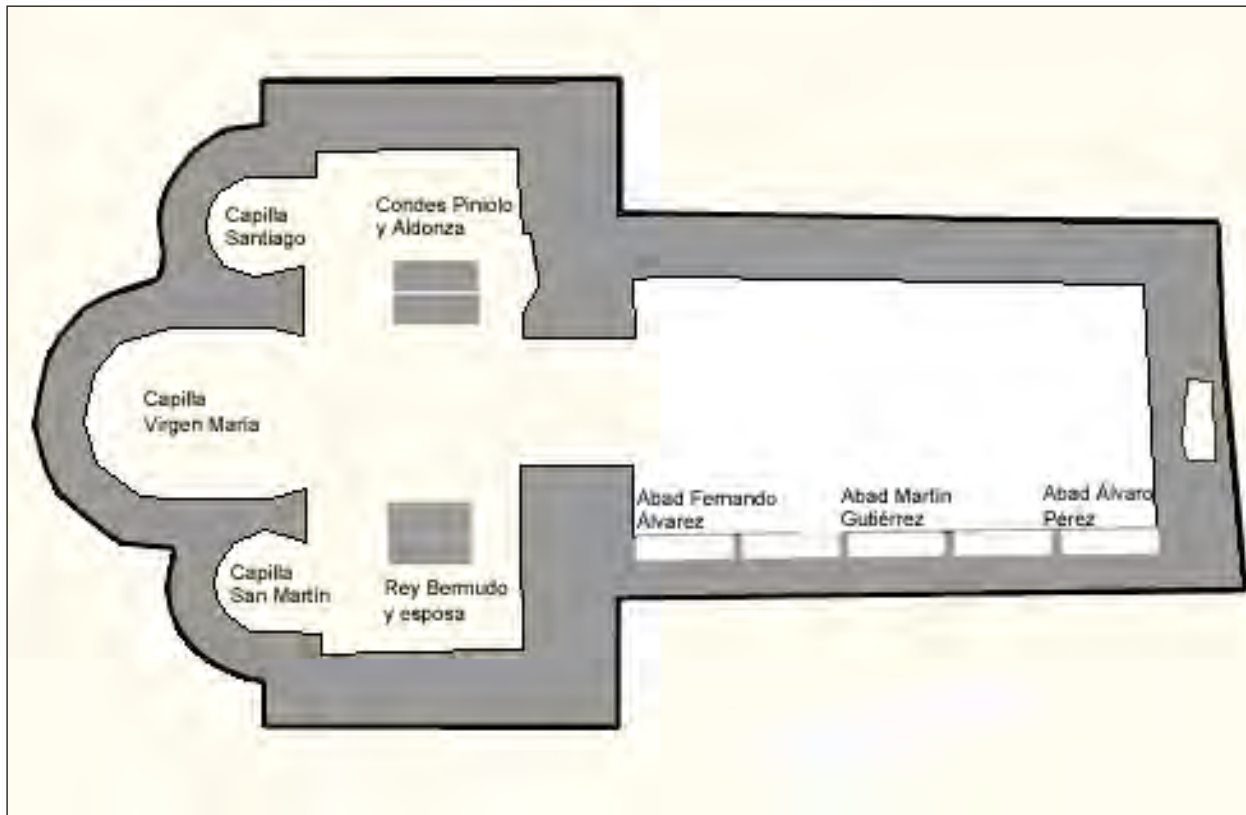 Condes Piniolo
y Aldonza
Capilla
Santiago
Capilla
Virgen María
Abad Fernando
Álvarez
Abad Martín
Gutiérrez
Abad Álvaro
Pérez
Capilla
San Martín
Rey Bermudo
y esposa